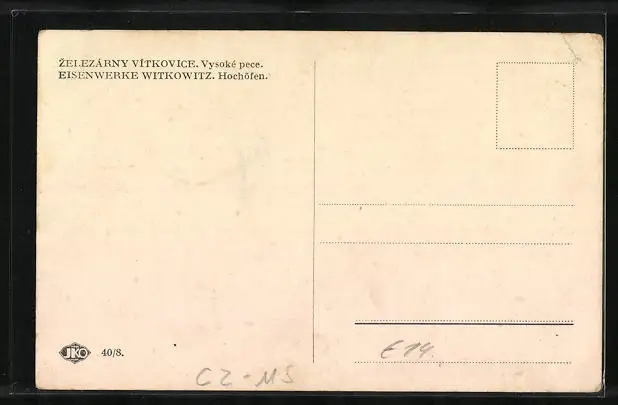 ŽELEZÁRNY VÍTKOVICE. Vysoké pece.
EISENWERKE WITKOWITZ. Hochöfen.
JKO 40/8.
E14
CZ-MS